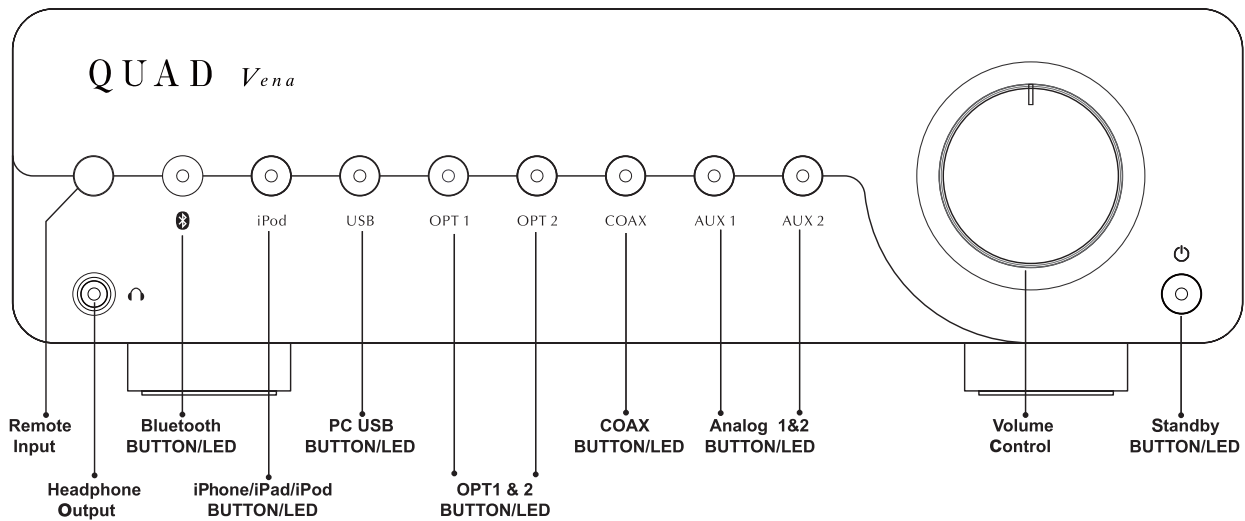 QUAD Vena
iPod
USB
OPT 1
OPT 2
COAX
AUX 1
AUX 2
Remote
Input
Bluetooth
BUTTON/LED
PC USB
BUTTON/LED
COAX
BUTTON/LED
Analog 1&2
BUTTON/LED
Volume
Control
Standby
BUTTON/LED
Headphone
Output
iPhone/iPad/iPod
BUTTON/LED
OPT1 & 2
BUTTON/LED